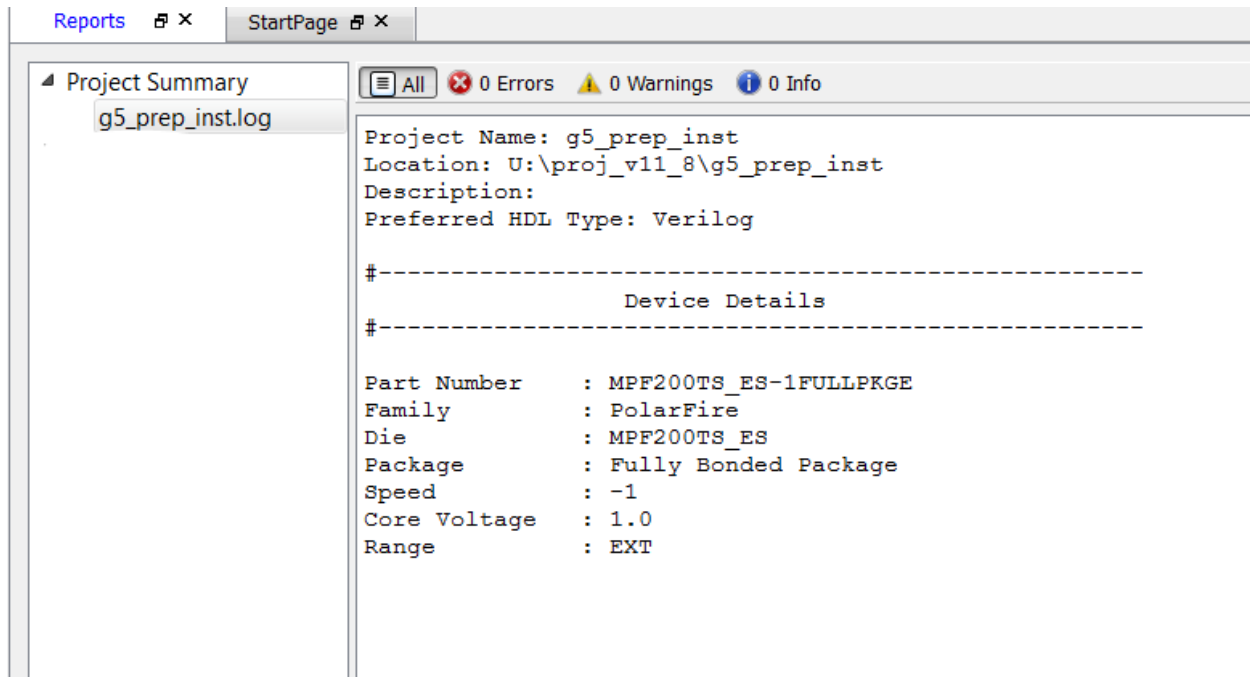 Reports
StartPage
Project Summary
g5_prep_inst.log
All 0 Errors 0 Warnings 0 Info
Project Name: g5_prep_inst
Location: U:\proj_v11_8\g5_prep_inst
Description:
Preferred HDL Type: Verilog
#-----------------------------------------------------
Device Details
#-----------------------------------------------------
Part Number : MPF200TS_ES-1FULLPKGE
Family : PolarFire
Die : MPF200TS_ES
Package : Fully Bonded Package
Speed : -1
Core Voltage : 1.0
Range : EXT